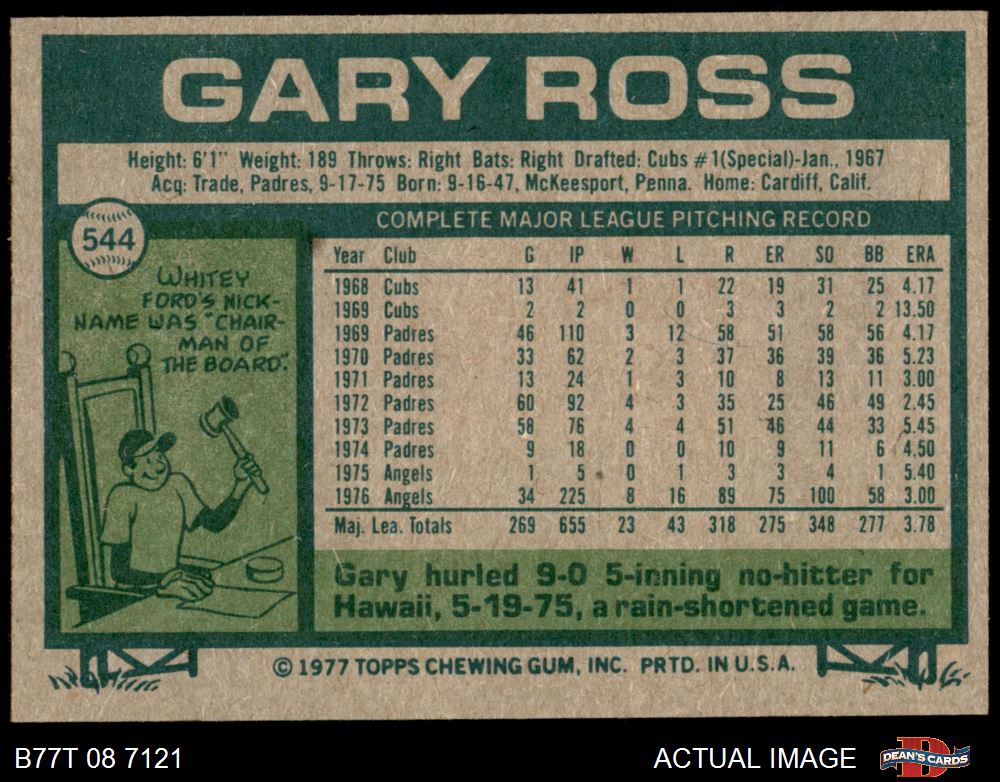 GARY ROSS
Height: 6'1" Weight: 189 Throws: Right Bats: Right Drafted: Cubs #1(Special)-Jan., 1967
Acq: Trade, Padres, 9-17-75 Born: 9-16-47, McKeesport, Penna. Home: Cardiff, Calif.
544
WHITEY
FORD'S NICK-
NAME WAS "CHAIR-
MAN OF
THE BOARD."
COMPLETE MAJOR LEAGUE PITCHING RECORD
Year Club G IP W L R ER SO BB ERA
1968 Cubs 13 41 1 1 22 19 31 25 4.17
1969 Cubs 2 2 0 0 3 3 2 2 13.50
1969 Padres 46 110 3 12 58 51 58 56 4.17
1970 Padres 33 62 2 3 37 36 39 36 5.23
1971 Padres 13 24 1 3 10 8 13 11 3.00
1972 Padres 60 92 4 3 35 25 46 49 2.45
1973 Padres 58 76 4 4 51 46 44 33 5.45
1974 Padres 9 18 0 0 10 9 11 6 4.50
1975 Angels 1 5 0 1 3 3 4 1 5.40
1976 Angels 34 225 8 16 89 75 100 58 3.00
Maj. Lea. Totals 269 655 23 43 318 275 348 277 3.78
Gary hurled 9-0 5-inning no-hitter for
Hawaii, 5-19-75, a rain-shortened game.
© 1977 TOPPS CHEWING GUM, INC. PRTD. IN U.S.A.
B77T 08 7121
ACTUAL IMAGE
D
DEAN'S CARDS